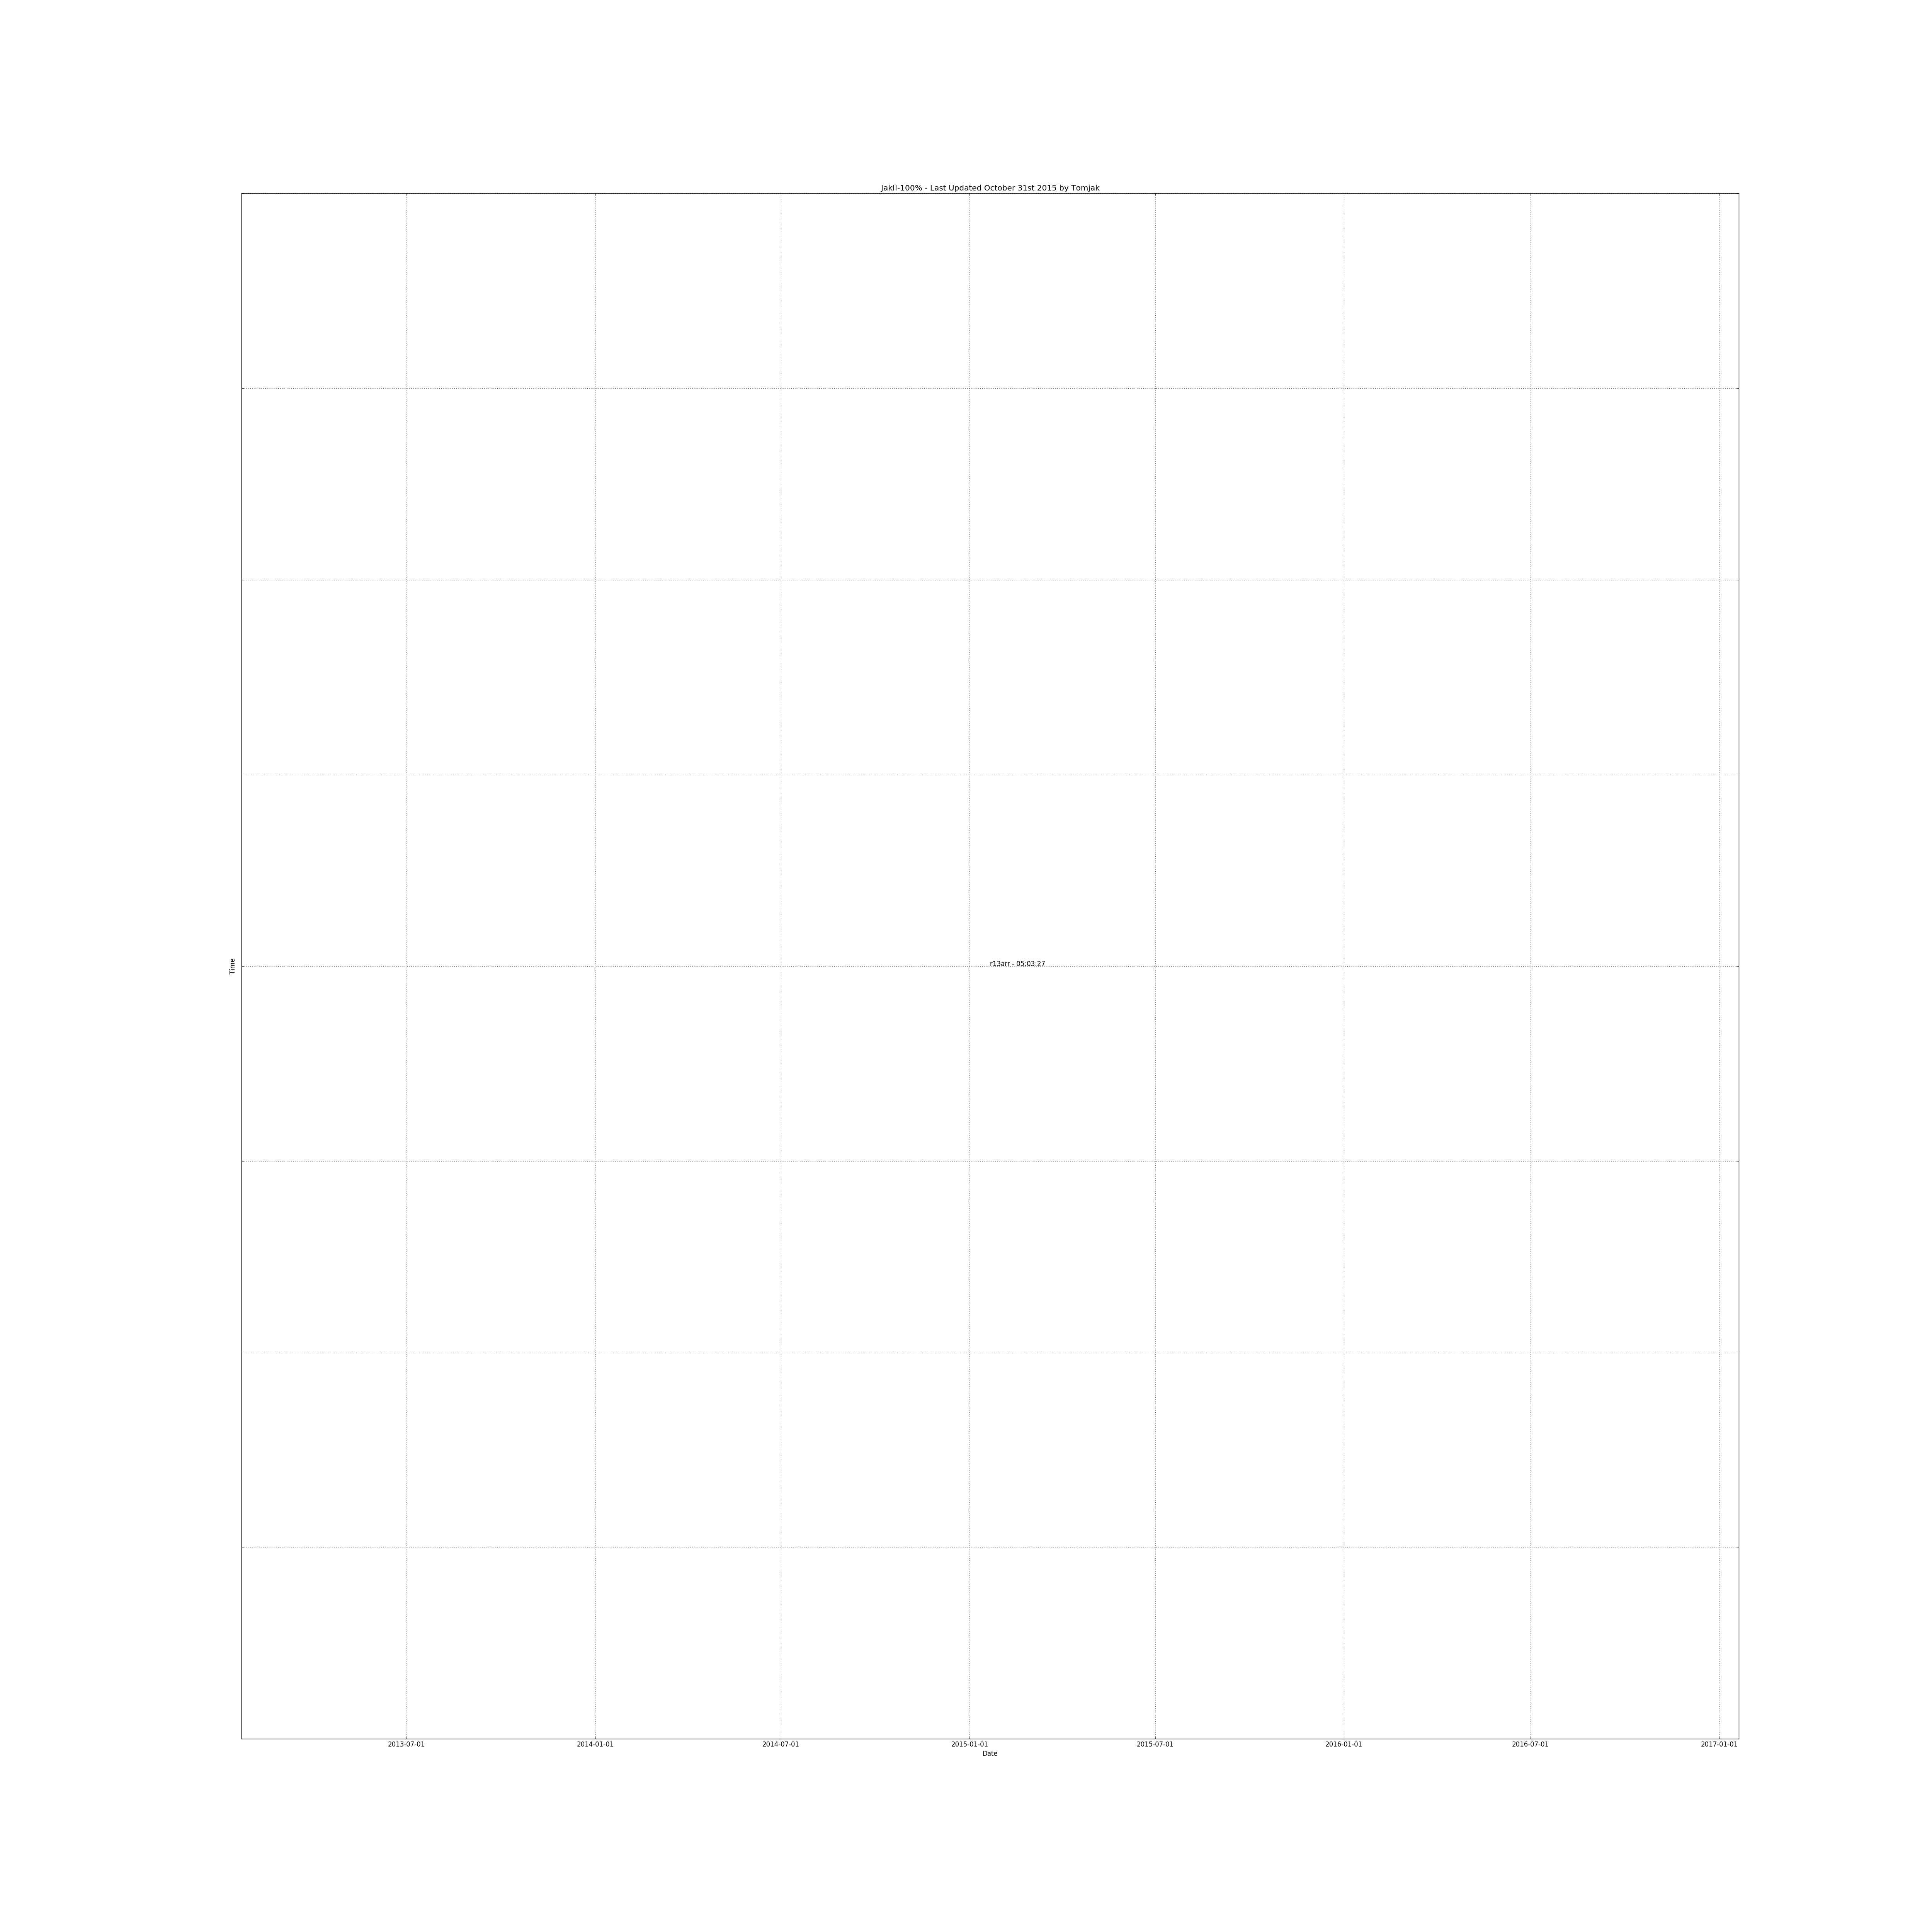 JakII-100% - Last Updated October 31st 2015 by Tomjak
Time
r13arr - 05:03:27
2013-07-01 2014-01-01 2014-07-01 2015-01-01 2015-07-01 2016-01-01 2016-07-01 2017-01-01
Date